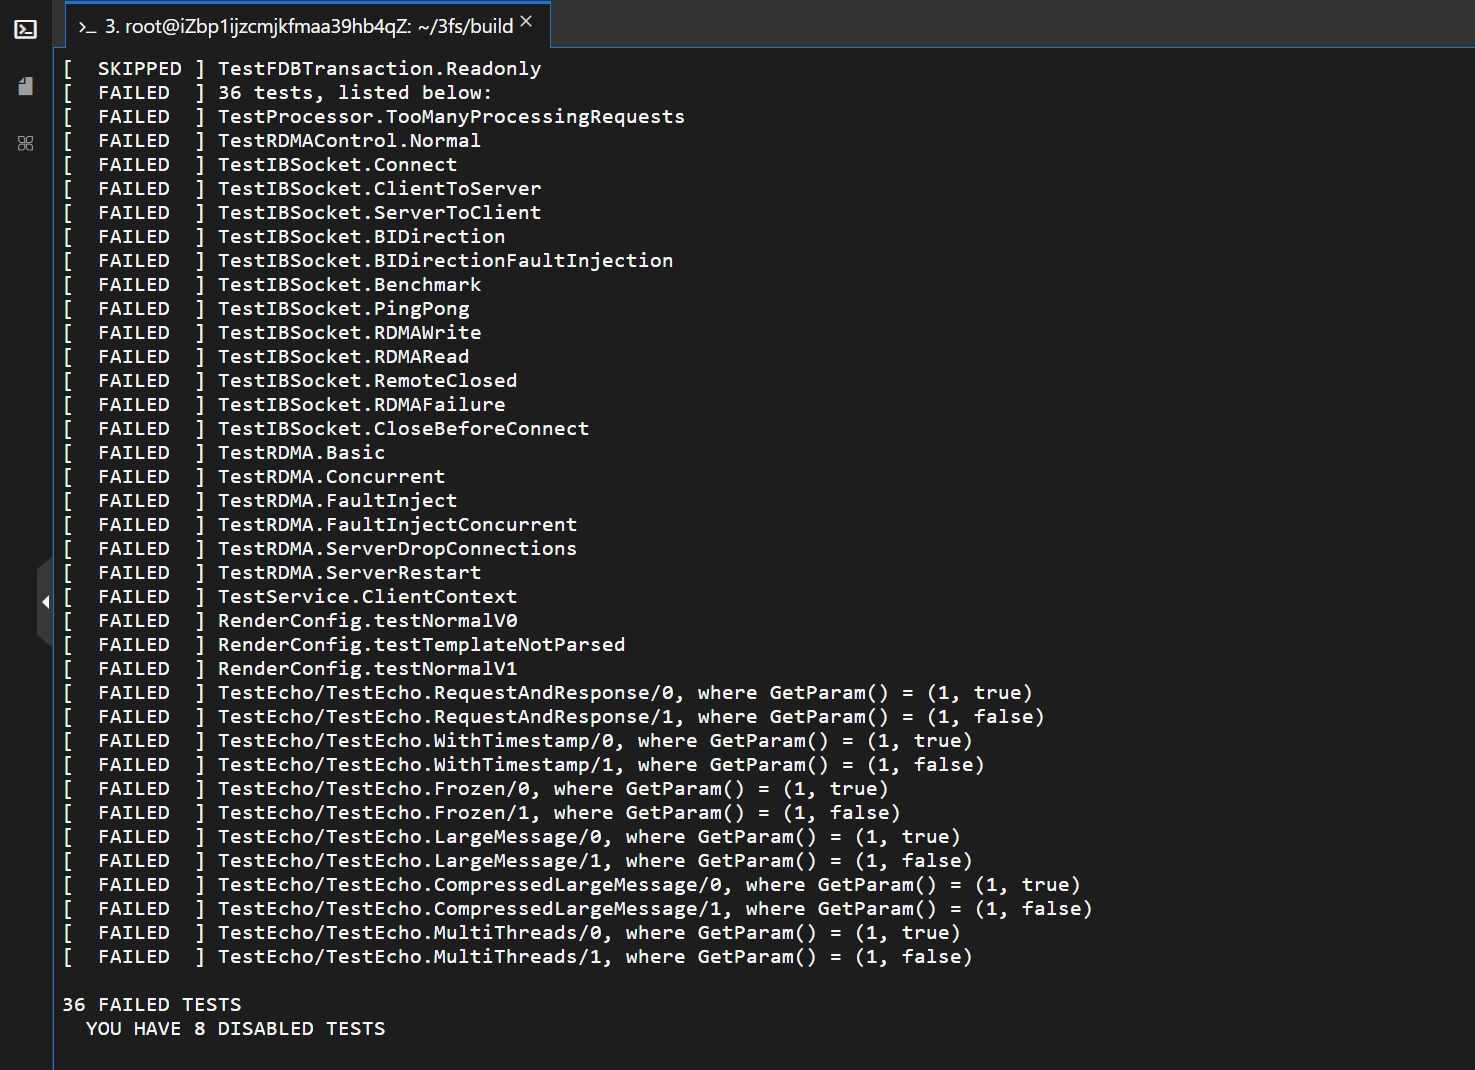 >_ 3. root@iZbp1ijzcmjkfmaa39hb4qZ: ~/3fs/build ×
[  SKIPPED ] TestFDBTransaction.Readonly
[  FAILED  ] 36 tests, listed below:
[  FAILED  ] TestProcessor.TooManyProcessingRequests
[  FAILED  ] TestRDMAControl.Normal
[  FAILED  ] TestIBSocket.Connect
[  FAILED  ] TestIBSocket.ClientToServer
[  FAILED  ] TestIBSocket.ServerToClient
[  FAILED  ] TestIBSocket.BIDirection
[  FAILED  ] TestIBSocket.BIDirectionFaultInjection
[  FAILED  ] TestIBSocket.Benchmark
[  FAILED  ] TestIBSocket.PingPong
[  FAILED  ] TestIBSocket.RDMAWrite
[  FAILED  ] TestIBSocket.RDMARead
[  FAILED  ] TestIBSocket.RemoteClosed
[  FAILED  ] TestIBSocket.RDMAFailure
[  FAILED  ] TestIBSocket.CloseBeforeConnect
[  FAILED  ] TestRDMA.Basic
[  FAILED  ] TestRDMA.Concurrent
[  FAILED  ] TestRDMA.FaultInject
[  FAILED  ] TestRDMA.FaultInjectConcurrent
[  FAILED  ] TestRDMA.ServerDropConnections
[  FAILED  ] TestRDMA.ServerRestart
[  FAILED  ] TestService.ClientContext
[  FAILED  ] RenderConfig.testNormalV0
[  FAILED  ] RenderConfig.testTemplateNotParsed
[  FAILED  ] RenderConfig.testNormalV1
[  FAILED  ] TestEcho/TestEcho.RequestAndResponse/0, where GetParam() = (1, true)
[  FAILED  ] TestEcho/TestEcho.RequestAndResponse/1, where GetParam() = (1, false)
[  FAILED  ] TestEcho/TestEcho.WithTimestamp/0, where GetParam() = (1, true)
[  FAILED  ] TestEcho/TestEcho.WithTimestamp/1, where GetParam() = (1, false)
[  FAILED  ] TestEcho/TestEcho.Frozen/0, where GetParam() = (1, true)
[  FAILED  ] TestEcho/TestEcho.Frozen/1, where GetParam() = (1, false)
[  FAILED  ] TestEcho/TestEcho.LargeMessage/0, where GetParam() = (1, true)
[  FAILED  ] TestEcho/TestEcho.LargeMessage/1, where GetParam() = (1, false)
[  FAILED  ] TestEcho/TestEcho.CompressedLargeMessage/0, where GetParam() = (1, true)
[  FAILED  ] TestEcho/TestEcho.CompressedLargeMessage/1, where GetParam() = (1, false)
[  FAILED  ] TestEcho/TestEcho.MultiThreads/0, where GetParam() = (1, true)
[  FAILED  ] TestEcho/TestEcho.MultiThreads/1, where GetParam() = (1, false)
36 FAILED TESTS
  YOU HAVE 8 DISABLED TESTS